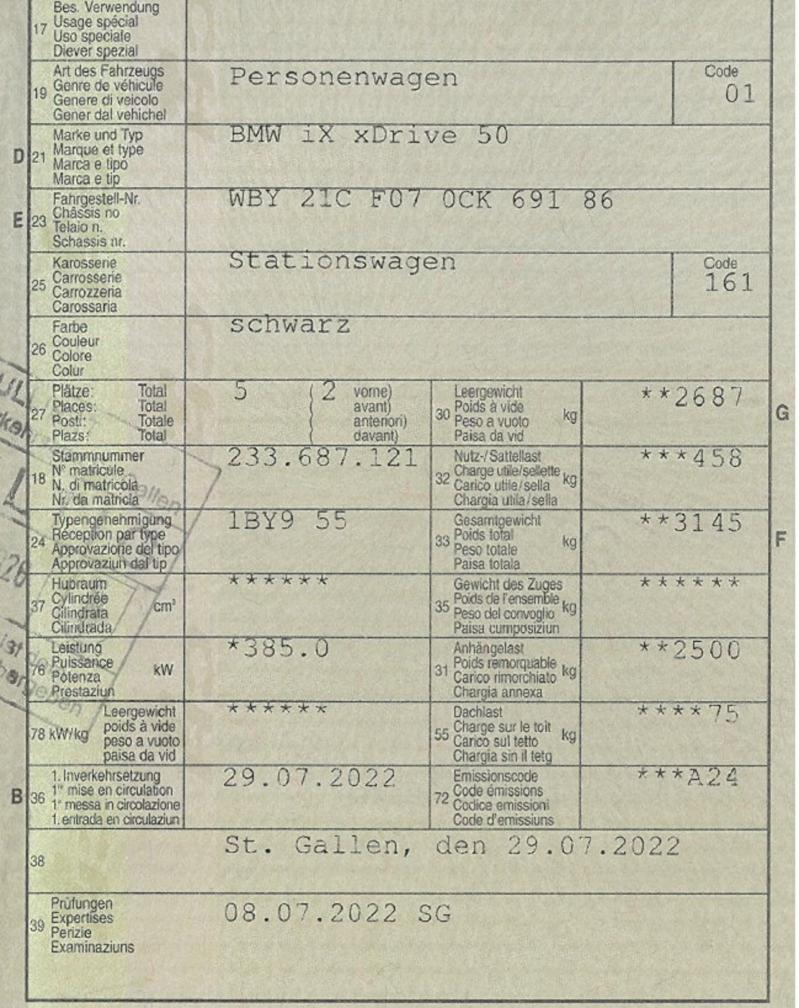 Bes. Verwendung
17 Usage spécial
Uso speciale
Diever spezial
Art des Fahrzeugs
19 Genre de véhicule
Genere di veicolo
Gener dal vehichel
Personenwagen
Code
01
Marke und Typ
D 21 Marque et type
Marca e tipo
Marca e tip
BMW iX xDrive 50
Fahrgestell-Nr.
E 23 Châssis no
Telaio n.
Schassis nr.
WBY 21C F07 0CK 691 86
Karosserie
25 Carrosserie
Carrozzeria
Carossaria
Stationswagen
Code
161
Farbe
26 Couleur
Colore
Colur
schwarz
Plätze: Total
27 Places: Total
Posti: Totale
Plazs: Total
5 ( 2 vorne)
( avant)
( anteriori)
( davant)
Leergewicht
30 Poids à vide kg
Peso a vuoto
Paisa da vid
**2687
G
Stammnummer
18 N° matricule
N. di matricola
Nr. da matricla
233.687.121
Nutz-/Sattellast
32 Charge utile/sellette kg
Carico utile/sella
Chargia utila/sella
***458
Typengenehmigung
24 Réception par type
Approvazione del tipo
Approvaziun dal tip
1BY9 55
Gesamtgewicht
33 Poids total kg
Peso totale
Paisa totala
**3145
F
Hubraum
37 Cylindrée cm³
Cilindrata
Cilindrada
******
Gewicht des Zuges
35 Poids de l'ensemble kg
Peso del convoglio
Paisa cumposiziun
******
Leistung
76 Puissance kW
Potenza
Prestaziun
*385.0
Anhängelast
31 Poids remorquable kg
Carico rimorchiato
Chargia annexa
**2500
Leergewicht
78 kW/kg poids à vide
peso a vuoto
paisa da vid
******
Dachlast
55 Charge sur le toit kg
Carico sul tetto
Chargia sin il tetg
****75
1. Inverkehrsetzung
B 36 1re mise en circulation
1a messa in circolazione
1. entrada en circulaziun
29.07.2022
Emissionscode
72 Code émissions
Codice emissioni
Code d'emissiuns
***A24
38
St. Gallen, den 29.07.2022
Prüfungen
39 Expertises
Perizie
Examinaziuns
08.07.2022 SG